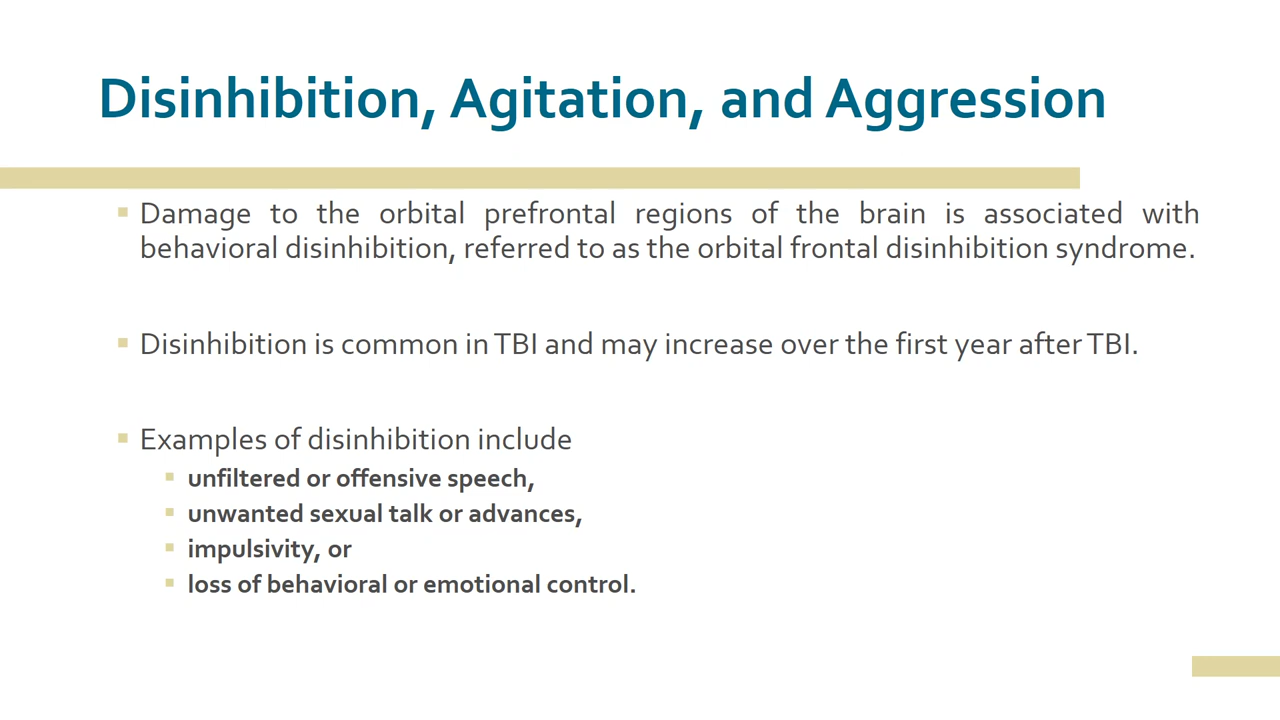 Disinhibition, Agitation, and Aggression
Damage to the orbital prefrontal regions of the brain is associated with
behavioral disinhibition, referred to as the orbital frontal disinhibition syndrome.
Disinhibition is common in TBI and may increase over the first year after TBI.
Examples of disinhibition include
unfiltered or offensive speech,
unwanted sexual talk or advances,
impulsivity, or
loss of behavioral or emotional control.